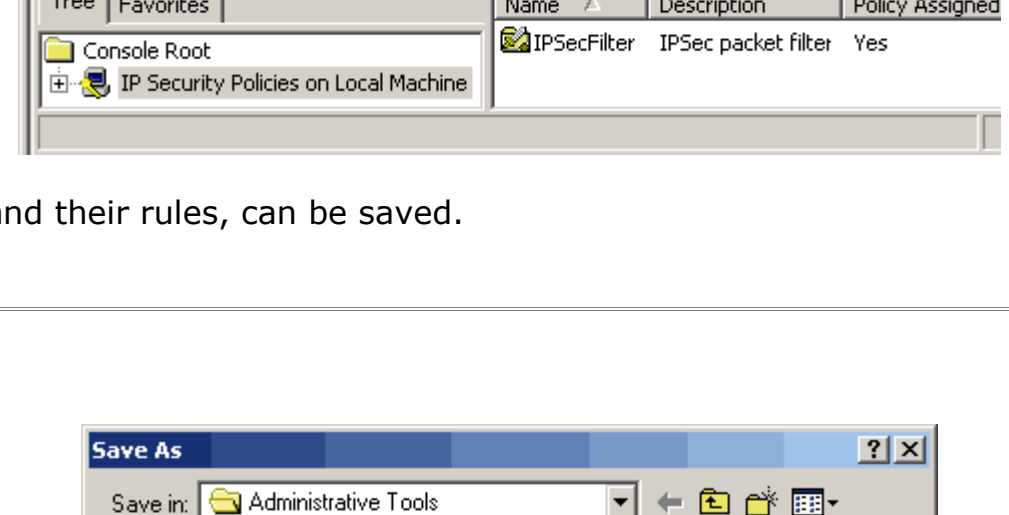 Tree Favorites
Name Description Policy Assigned
Console Root
IPSecFilter IPSec packet filter Yes
IP Security Policies on Local Machine
and their rules, can be saved.
Save As
Save in: Administrative Tools